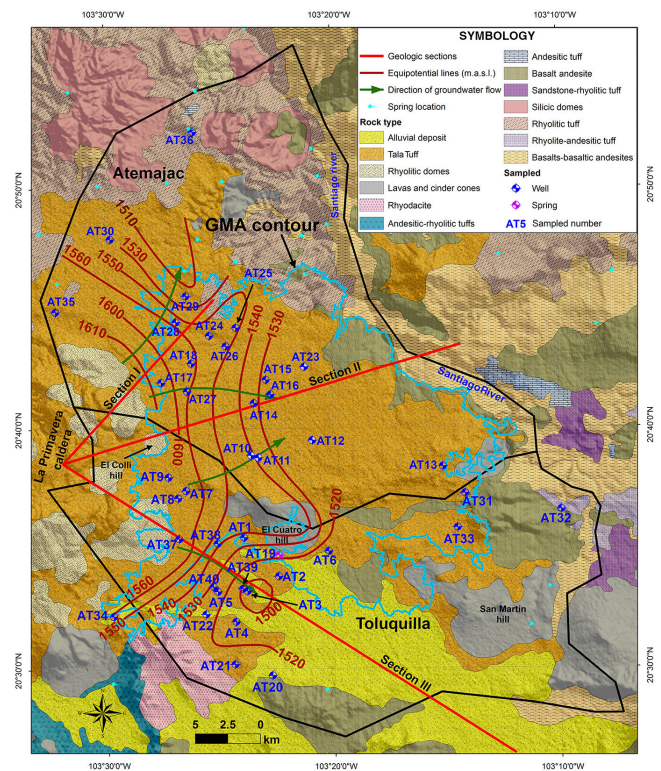 103°30'0"W
103°20'0"W
103°10'0"W
SYMBOLOGY
Geologic sections
Equipotential lines (m.a.s.l.)
Direction of groundwater flow
Spring location
Rock type
Alluvial deposit
Tala Tuff
Rhyolitic domes
Lavas and cinder cones
Rhyodacite
Andesitic-rhyolitic tuffs
Andesitic tuff
Basalt andesite
Sandstone-rhyolitic tuff
Silicic domes
Rhyolitic tuff
Rhyolite-andesitic tuff
Basalts-basaltic andesites
Sampled
Well
Spring
AT5 Sampled number
AT36
Atemajac
20°50'0"N
20°50'0"N
Santiago river
1510
GMA contour
AT30
1530
1550
1560
AT25
AT35
1600
1540
1530
AT29
1610
AT28
AT24
AT26
AT23
AT18
AT15
Section II
Section I
AT17
AT16
Santiago River
AT27
AT14
La Primavera
caldera
20°40'0"N
20°40'0"N
1600
AT12
AT10
AT11
AT13
El Colli
hill
AT9
AT8
AT7
1520
AT31
AT32
AT1
El Cuatro
hill
AT33
AT37
AT38
AT19
AT6
AT39
AT2
1560
AT40
1540
1530
AT5
1500
AT3
San Martin
hill
AT34
1550
AT22
AT4
Toluquilla
1520
Section III
AT21
AT20
20°30'0"N
20°30'0"N
N
5 2.5 0
km
103°30'0"W
103°20'0"W
103°10'0"W